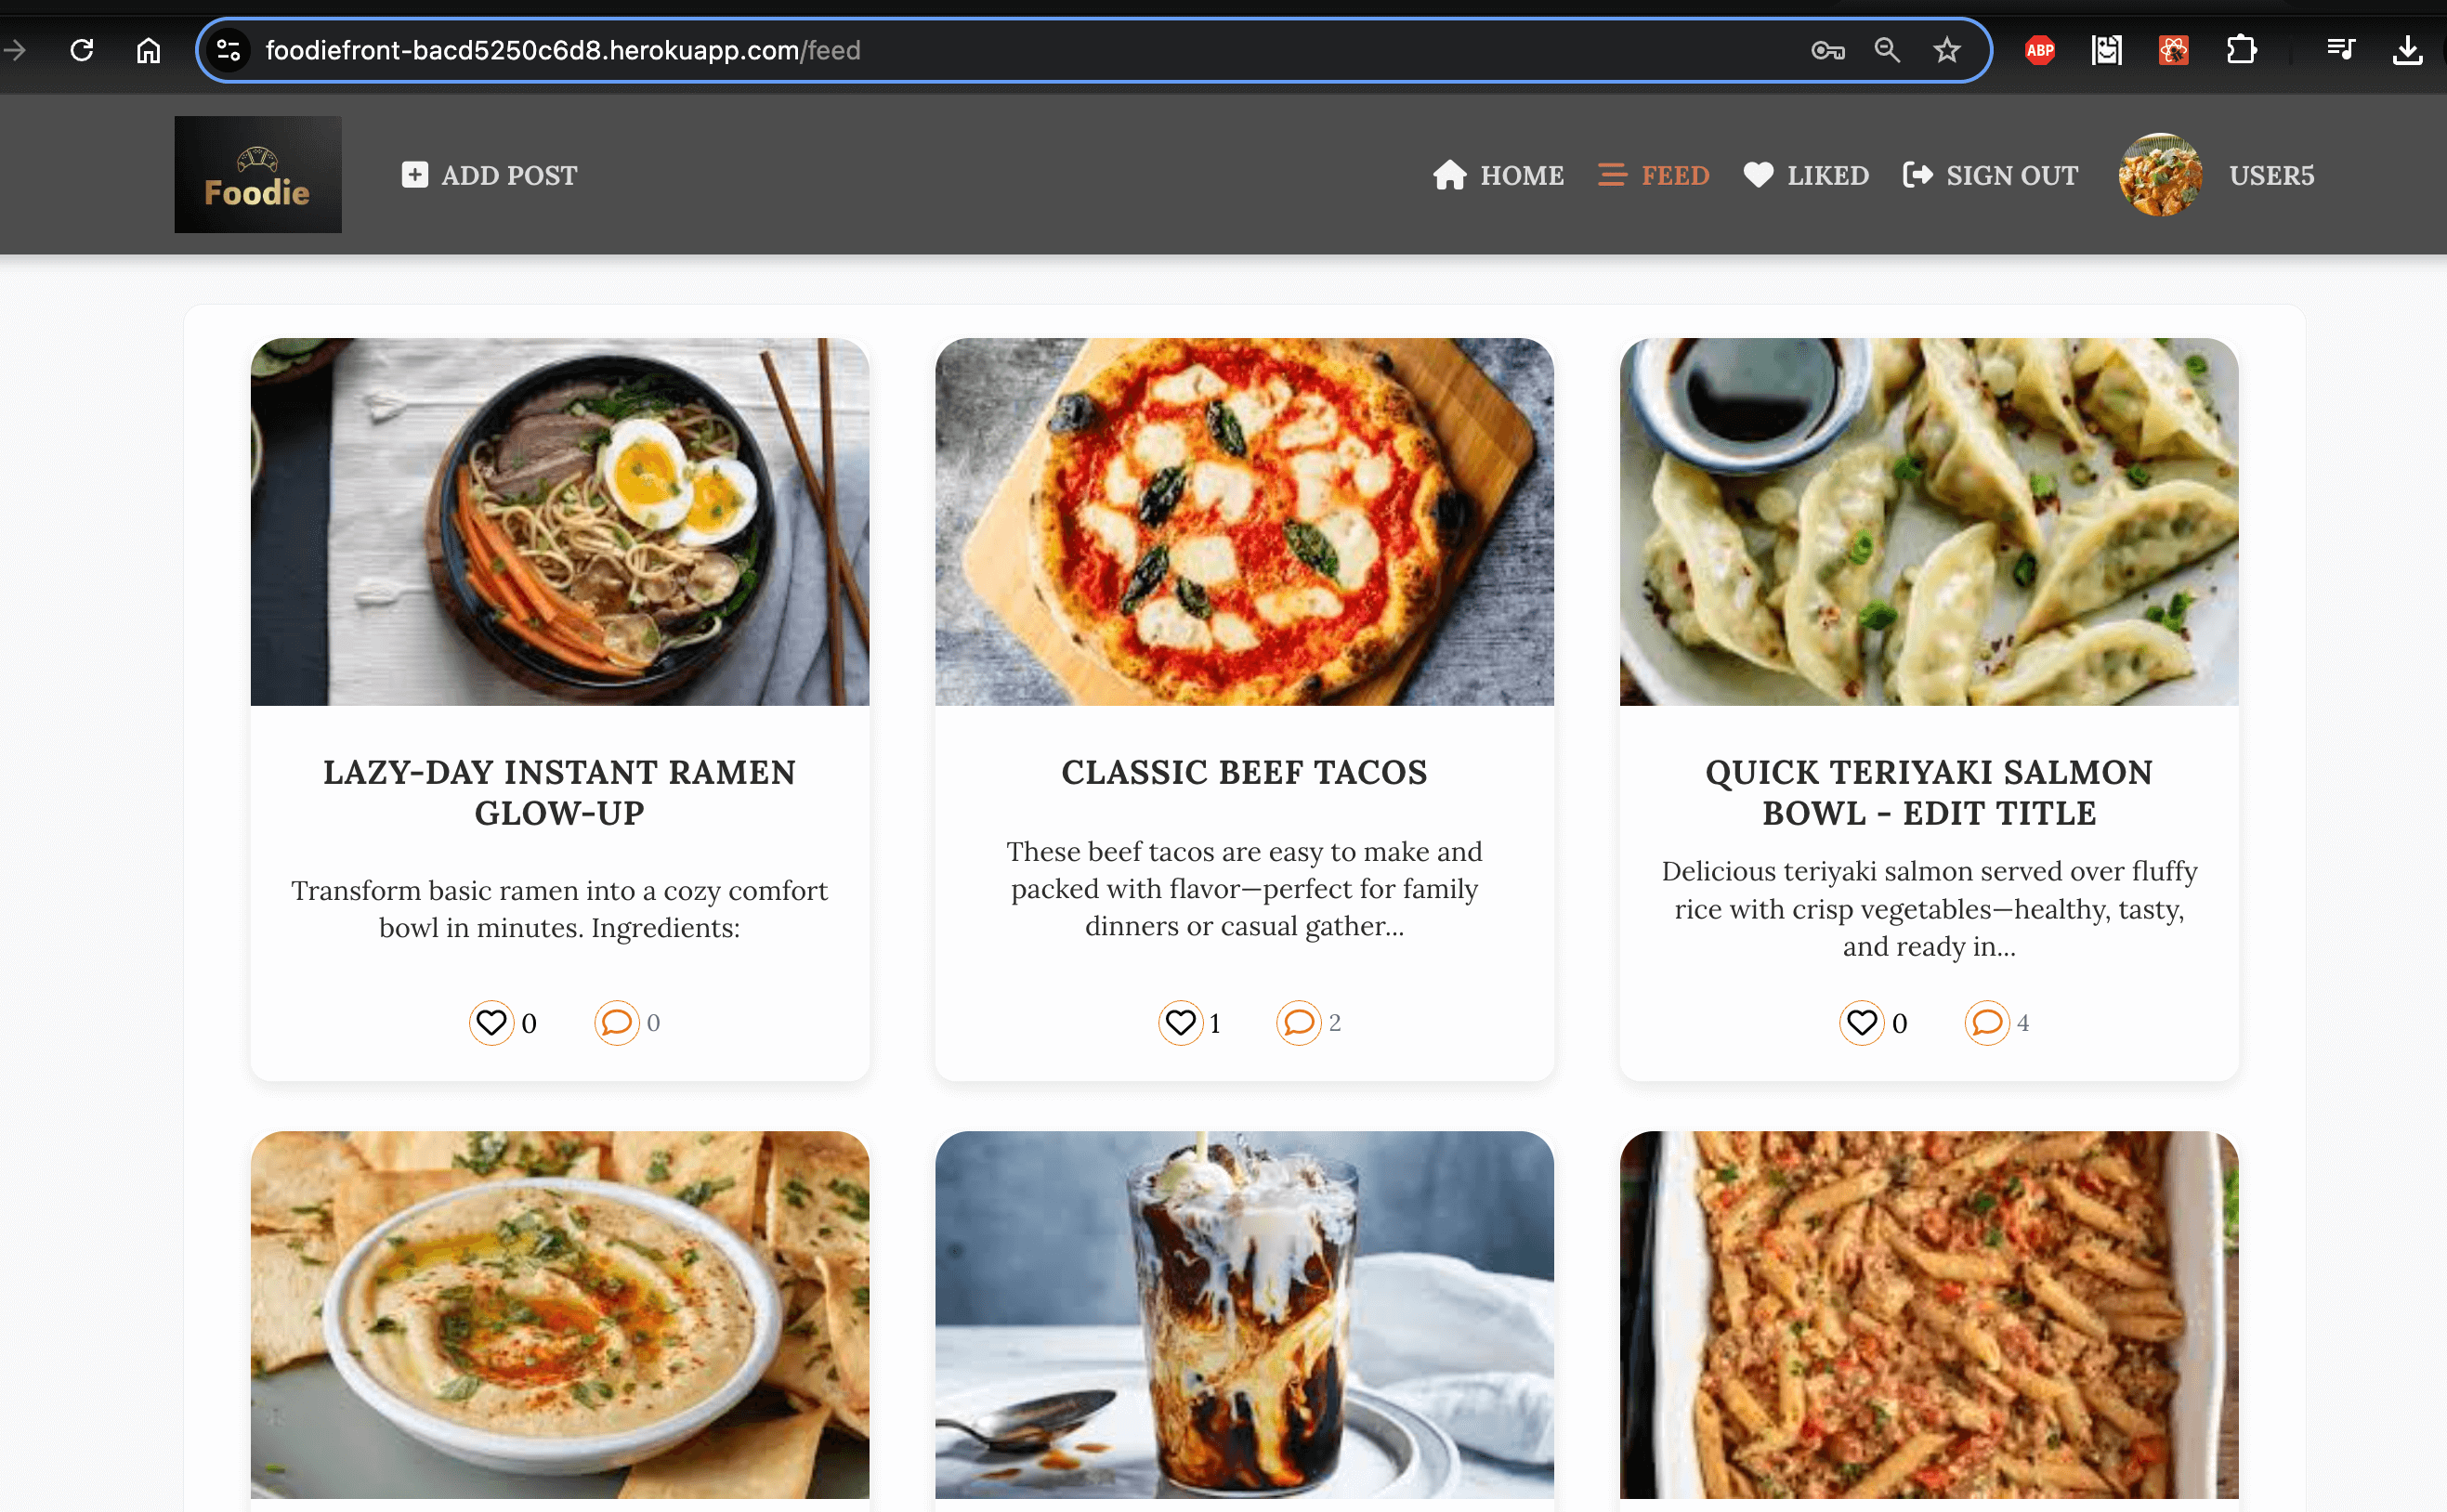 foodiefront-bacd5250c6d8.herokuapp.com/feed
ABP
Foodie
ADD POST
HOME
FEED
LIKED
SIGN OUT
USER5
LAZY-DAY INSTANT RAMEN
GLOW-UP
Transform basic ramen into a cozy comfort
bowl in minutes. Ingredients:
0
0
CLASSIC BEEF TACOS
These beef tacos are easy to make and
packed with flavor—perfect for family
dinners or casual gather...
1
2
QUICK TERIYAKI SALMON
BOWL - EDIT TITLE
Delicious teriyaki salmon served over fluffy
rice with crisp vegetables—healthy, tasty,
and ready in...
0
4